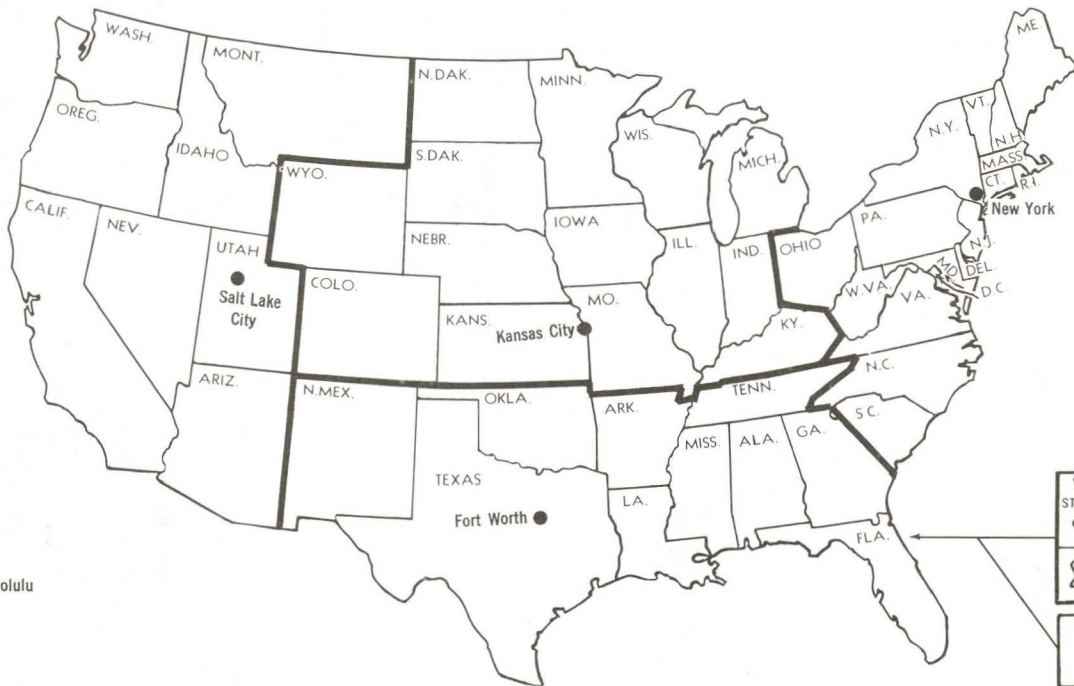 WASH.
MONT.
N.DAK.
MINN.
ME.
OREG.
IDAHO
S.DAK.
WIS.
MICH.
N.Y.
VT.
N.H.
MASS.
CT.
R.I.
New York
WYO.
CALIF.
NEV.
UTAH
Salt Lake
City
NEBR.
IOWA
ILL.
IND.
OHIO
PA.
N.J.
MD.
DEL.
D.C.
W.VA.
VA.
COLO.
KANS.
Kansas City
MO.
KY.
ARIZ.
N.MEX.
OKLA.
ARK.
TENN.
N.C.
S.C.
MISS.
ALA.
GA.
TEXAS
Fort Worth
LA.
FLA.
olulu
ST